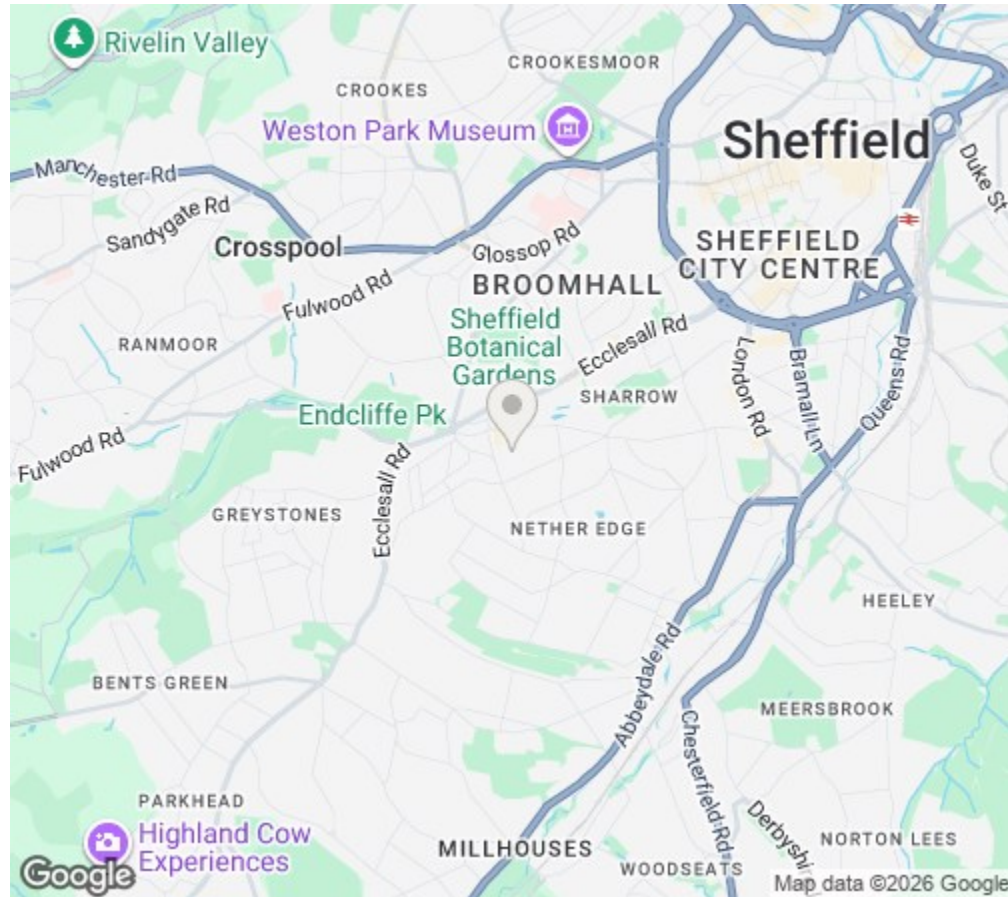 Rivelin Valley
CROOKESMOOR
CROOKES
Weston Park Museum
Sheffield
Manchester Rd
Duke St
Sandygate Rd
Crosspool
Glossop Rd
SHEFFIELD
CITY CENTRE
BROOMHALL
Fulwood Rd
Sheffield
Botanical
Gardens
Ecclesall Rd
RANMOOR
London Rd
Bramall Ln
Queens Rd
SHARROW
Endcliffe Pk
Fulwood Rd
Ecclesall Rd
GREYSTONES
NETHER EDGE
HEELEY
Abbeydale Rd
BENTS GREEN
MEERSBROOK
Chesterfield Rd
PARKHEAD
Highland Cow
Experiences
Derbyshi
MILLHOUSES
NORTON LEES
WOODSEATS
Google
Map data ©2026 Google